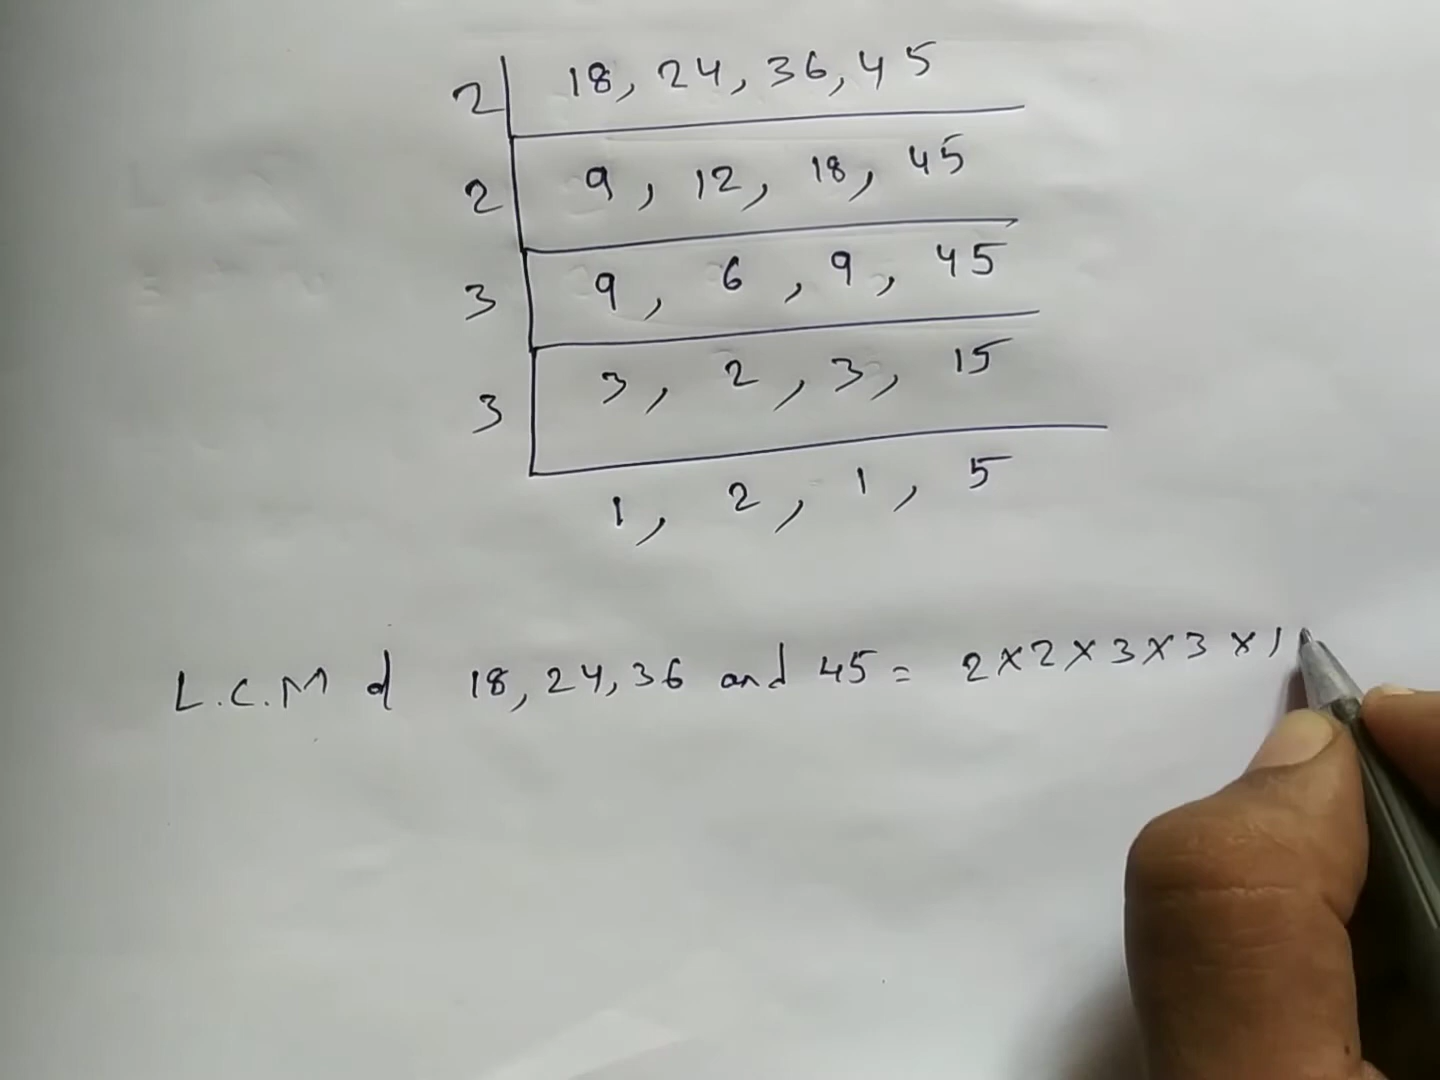 2 18, 24, 36, 45
2 9, 12, 18, 45
3 9, 6, 9, 45
3 3, 2, 3, 15
1, 2, 1, 5
L.C.M of 18, 24, 36 and 45 = 2 x 2 x 3 x 3 x 1